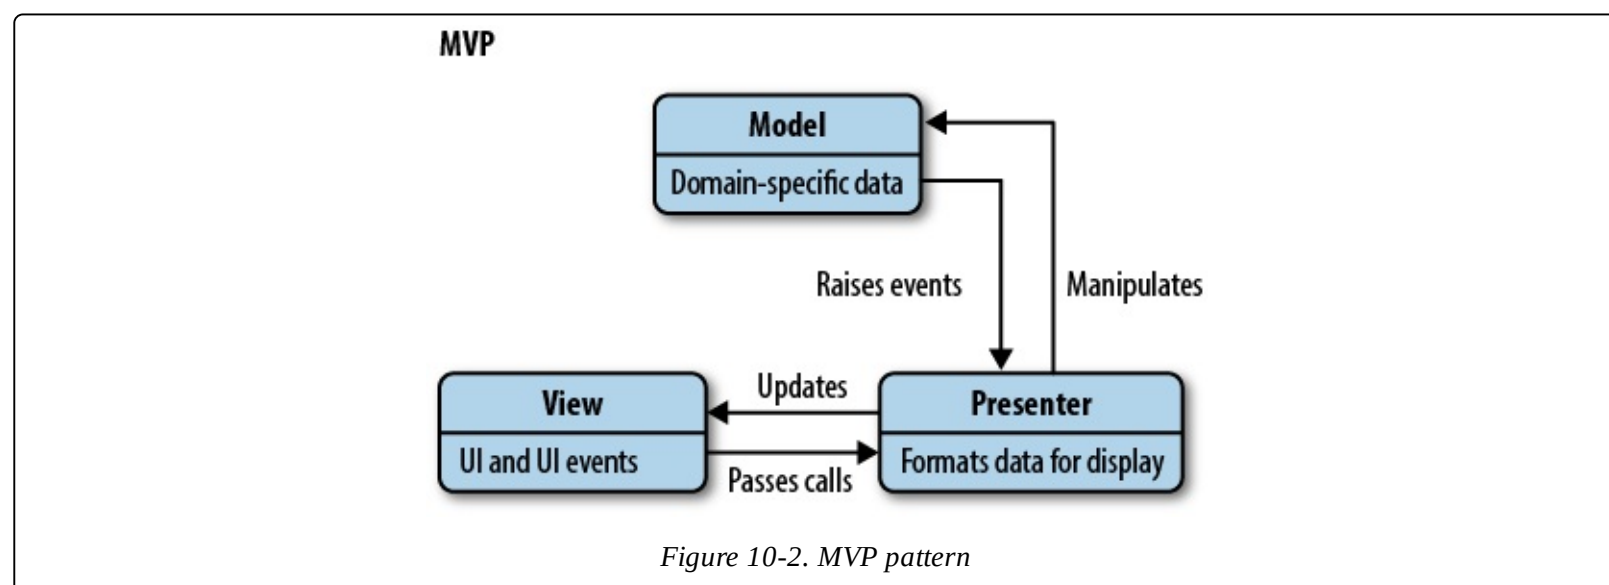 MVP
Model
Domain-specific data
Raises events
Manipulates
Updates
View
UI and UI events
Passes calls
Presenter
Formats data for display
Figure 10-2. MVP pattern